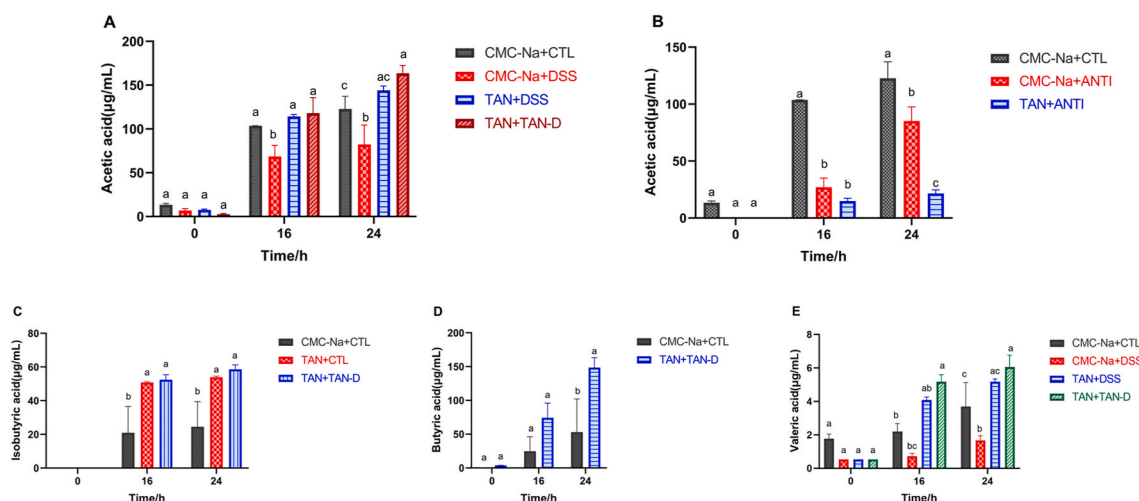 A
Acetic acid(μg/mL)
200
150
100
50
0
a a a a
a b a a
c b ac a
0 16 24
Time/h
CMC-Na+CTL
CMC-Na+DSS
TAN+DSS
TAN+TAN-D
B
Acetic acid(μg/mL)
150
100
50
0
a a a
a b b
a b c
0 16 24
Time/h
CMC-Na+CTL
CMC-Na+ANTI
TAN+ANTI
C
Isobutyric acid(μg/mL)
80
60
40
20
0
b a a
b a a
0 16 24
Time/h
CMC-Na+CTL
TAN+CTL
TAN+TAN-D
D
Butyric acid(μg/mL)
200
150
100
50
0
a a
a a
b a
0 16 24
Time/h
CMC-Na+CTL
TAN+TAN-D
E
Valeric acid(μg/mL)
8
6
4
2
0
a a a a
b bc ab a
c b ac a
0 16 24
Time/h
CMC-Na+CTL
CMC-Na+DSS
TAN+DSS
TAN+TAN-D